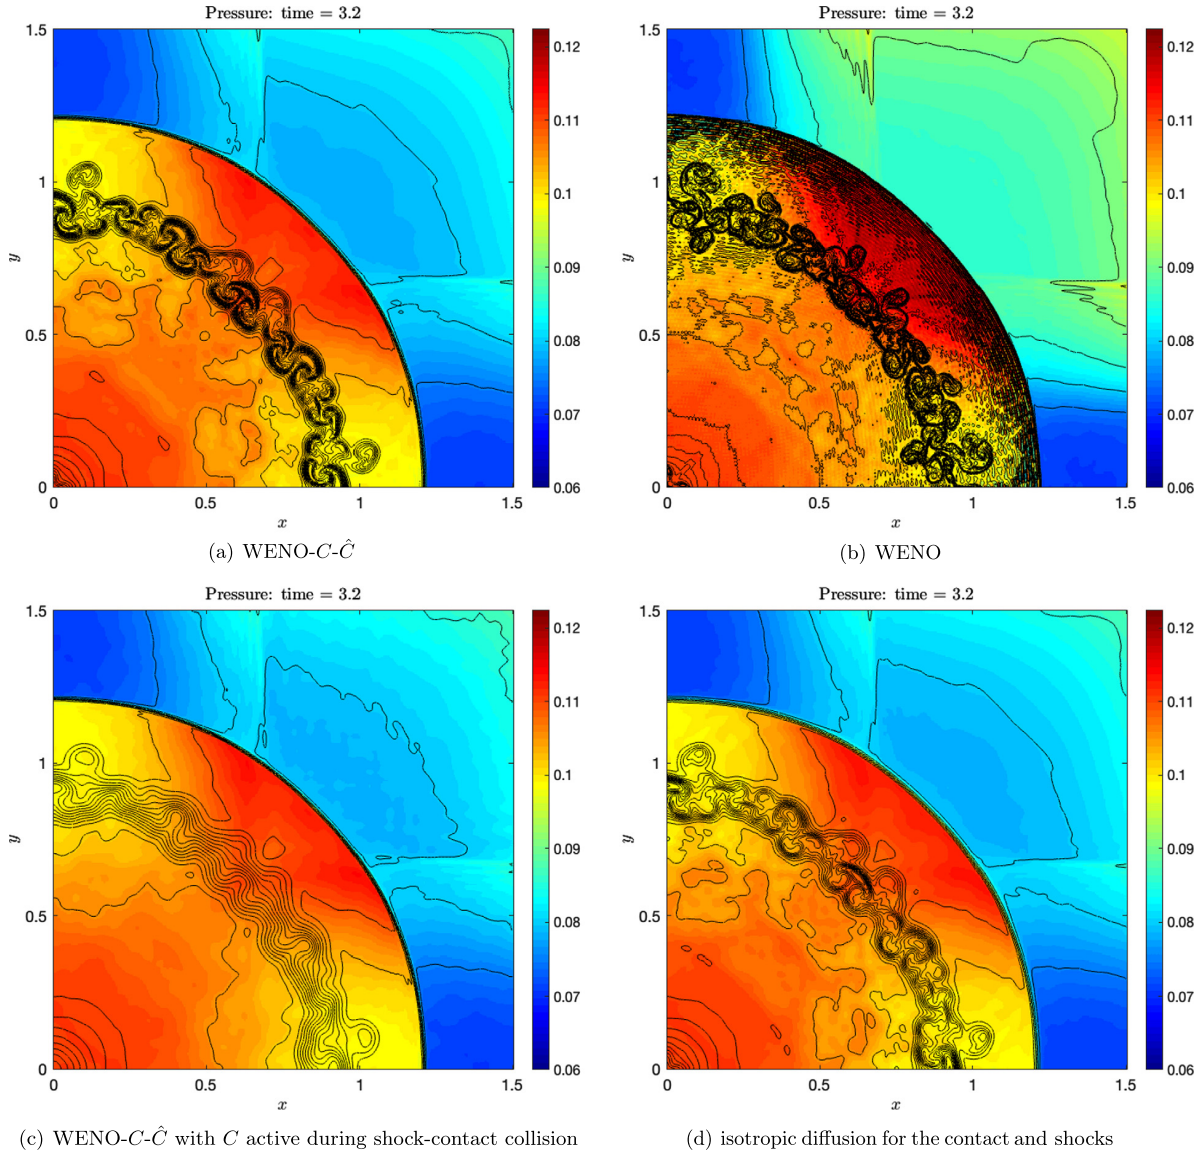 Pressure: time = 3.2
1.5
1
0.5
0
y
0 0.5 1 1.5
x
0.12
0.11
0.1
0.09
0.08
0.07
0.06
(a) WENO-C-Ĉ
Pressure: time = 3.2
1.5
1
0.5
0
y
0 0.5 1 1.5
x
0.12
0.11
0.1
0.09
0.08
0.07
0.06
(b) WENO
Pressure: time = 3.2
1.5
1
0.5
0
y
0 0.5 1 1.5
x
0.12
0.11
0.1
0.09
0.08
0.07
0.06
(c) WENO-C-Ĉ with C active during shock-contact collision
Pressure: time = 3.2
1.5
1
0.5
0
y
0 0.5 1 1.5
x
0.12
0.11
0.1
0.09
0.08
0.07
0.06
(d) isotropic diffusion for the contact and shocks